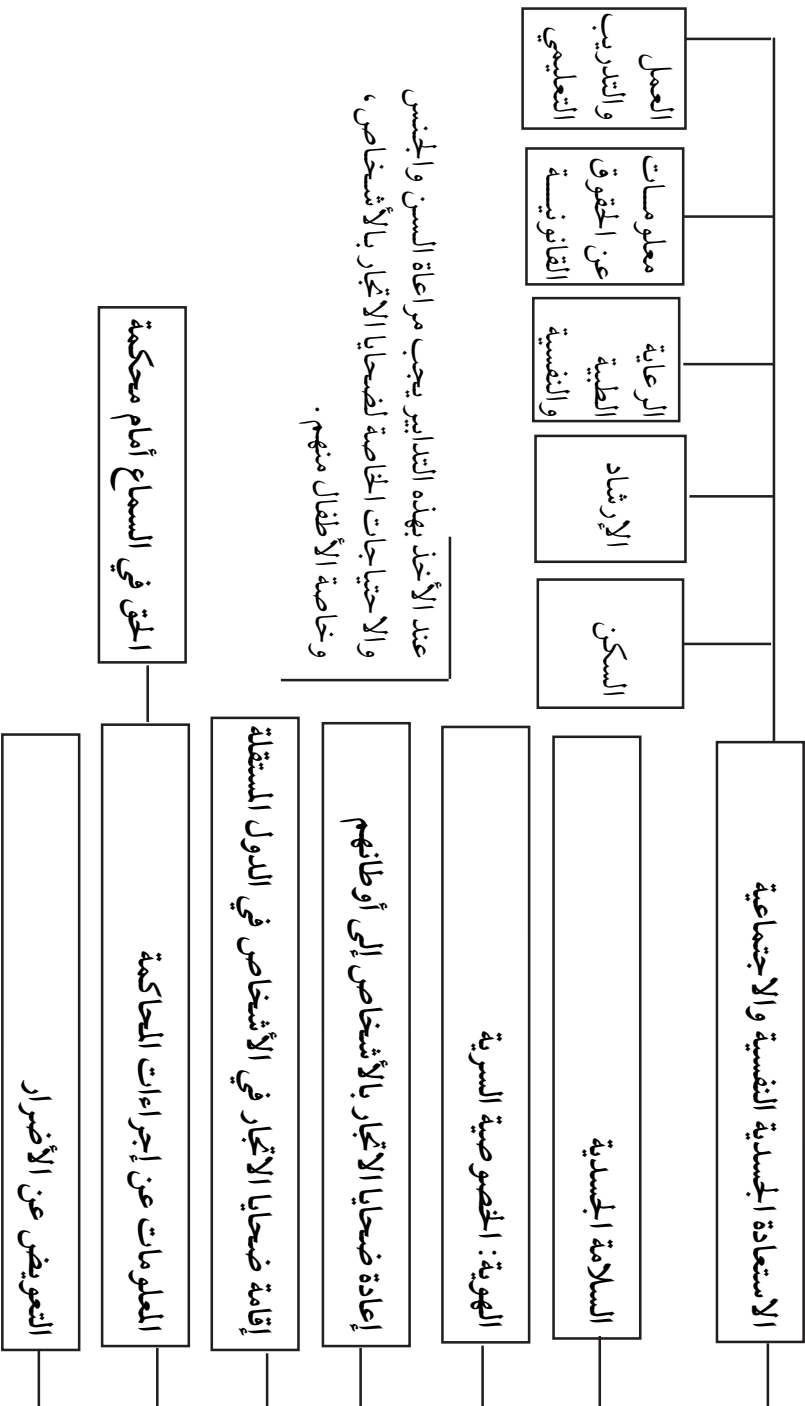 الاستعادة الجسدية النفسية والاجتماعية
السكن
الإرشاد
الرعاية
الطبية
والنفسية
معلومــات
عن الحقوق
القانونيــة
العمل
والتدريب
التعليمي
السلامة الجسدية
الهوية: الخصوصية السرية
إعادة ضحايا الاتجار بالأشخاص إلى أوطانهم
إقامة ضحايا الاتجار في الأشخاص في الدول المستقلة
المعلومات عن إجراءات المحاكمة
الحق في السماع أمام محكمة
التعويض عن الأضرار
عند الأخذ بهذه التدابير يجب مراعاة السن والجنس
والاحتياجات الخاصة لضحايا الاتجار بالأشخاص،
وخاصة الأطفال منهم.